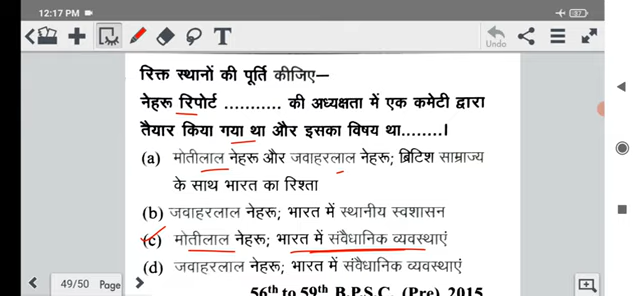 12:17 PM
37
Undo
रिक्त स्थानों की पूर्ति कीजिए–
नेहरू रिपोर्ट ........... की अध्यक्षता में एक कमेटी द्वारा
तैयार किया गया था और इसका विषय था........।
(a) मोतीलाल नेहरू और जवाहरलाल नेहरू; ब्रिटिश साम्राज्य
के साथ भारत का रिश्ता
(b) जवाहरलाल नेहरू; भारत में स्थानीय स्वशासन
(c) मोतीलाल नेहरू; भारत में संवैधानिक व्यवस्थाएं
(d) जवाहरलाल नेहरू; भारत में संवैधानिक व्यवस्थाएं
49/50
56th to 59th B.P.S.C. (Pre) 2015